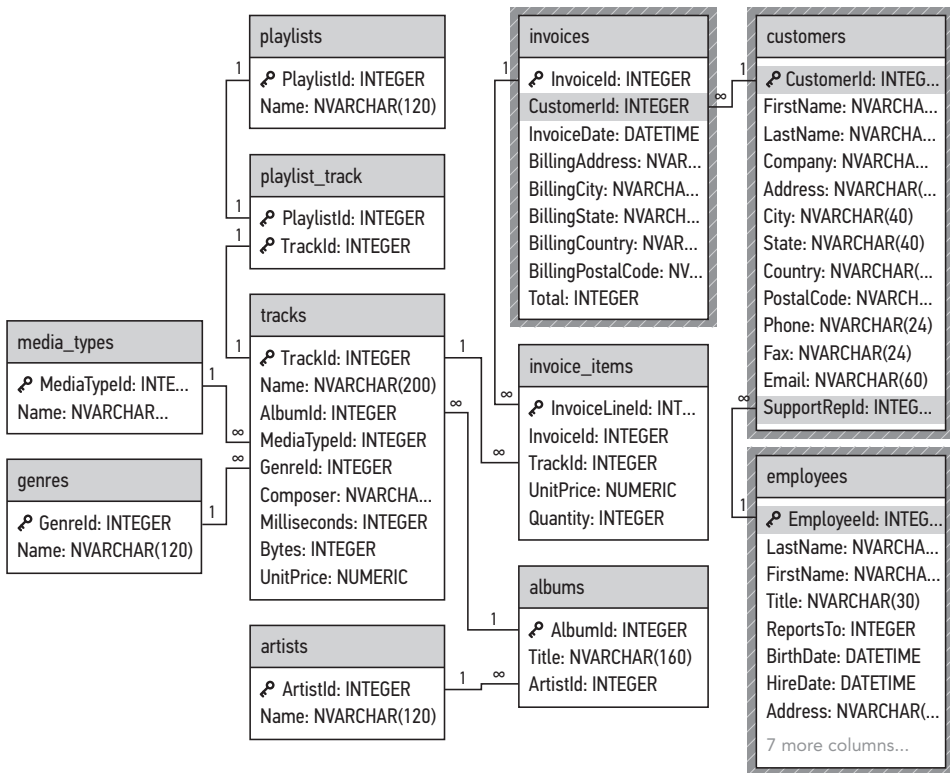 playlists
PlaylistId: INTEGER
Name: NVARCHAR(120)
playlist_track
PlaylistId: INTEGER
TrackId: INTEGER
tracks
TrackId: INTEGER
Name: NVARCHAR(200)
AlbumId: INTEGER
MediaTypeId: INTEGER
GenreId: INTEGER
Composer: NVARCHA...
Milliseconds: INTEGER
Bytes: INTEGER
UnitPrice: NUMERIC
media_types
MediaTypeId: INTE...
Name: NVARCHAR...
genres
GenreId: INTEGER
Name: NVARCHAR(120)
artists
ArtistId: INTEGER
Name: NVARCHAR(120)
invoices
InvoiceId: INTEGER
CustomerId: INTEGER
InvoiceDate: DATETIME
BillingAddress: NVAR...
BillingCity: NVARCHA...
BillingState: NVARCH...
BillingCountry: NVAR...
BillingPostalCode: NV...
Total: INTEGER
invoice_items
InvoiceLineId: INT...
InvoiceId: INTEGER
TrackId: INTEGER
UnitPrice: NUMERIC
Quantity: INTEGER
albums
AlbumId: INTEGER
Title: NVARCHAR(160)
ArtistId: INTEGER
customers
CustomerId: INTEG...
FirstName: NVARCHA...
LastName: NVARCHA...
Company: NVARCHA...
Address: NVARCHAR(...
City: NVARCHAR(40)
State: NVARCHAR(40)
Country: NVARCHAR(...
PostalCode: NVARCH...
Phone: NVARCHAR(24)
Fax: NVARCHAR(24)
Email: NVARCHAR(60)
SupportRepId: INTEG...
employees
EmployeeId: INTEG...
LastName: NVARCHA...
FirstName: NVARCHA...
Title: NVARCHAR(30)
ReportsTo: INTEGER
BirthDate: DATETIME
HireDate: DATETIME
Address: NVARCHAR(...
7 more columns...
1
1
1
1
1
∞
1
∞
1
∞
∞
1
1
∞
1
∞
1
∞
∞
1